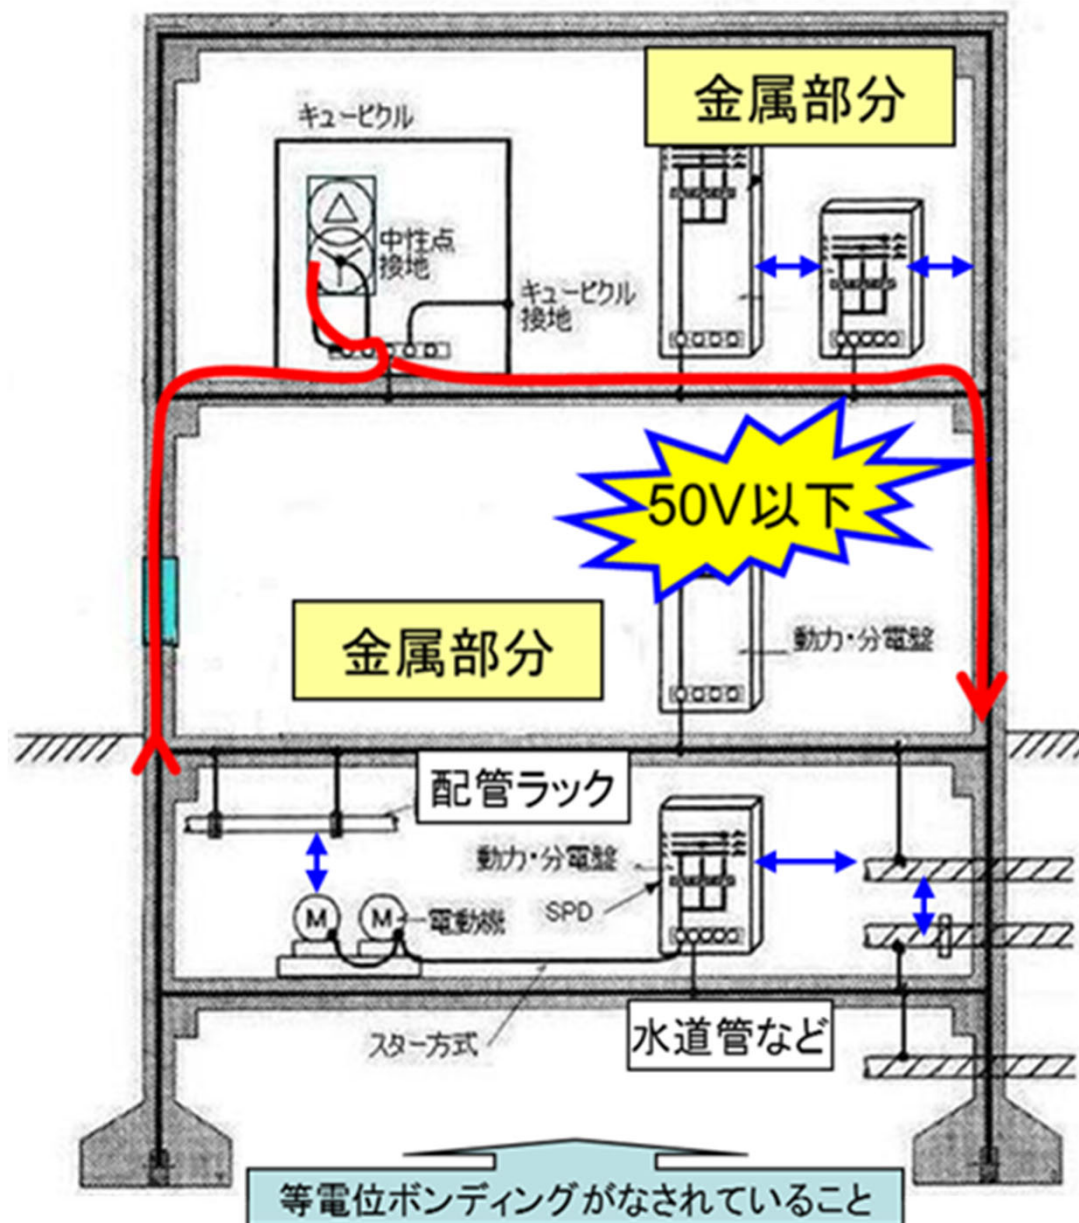 金属部分
キュービクル
中性点
接地
キュービクル
接地
50V以下
金属部分
動力・分電盤
配管ラック
動力・分電盤
SPD
M
M
電動機
スター方式
水道管など
等電位ボンディングがなされていること